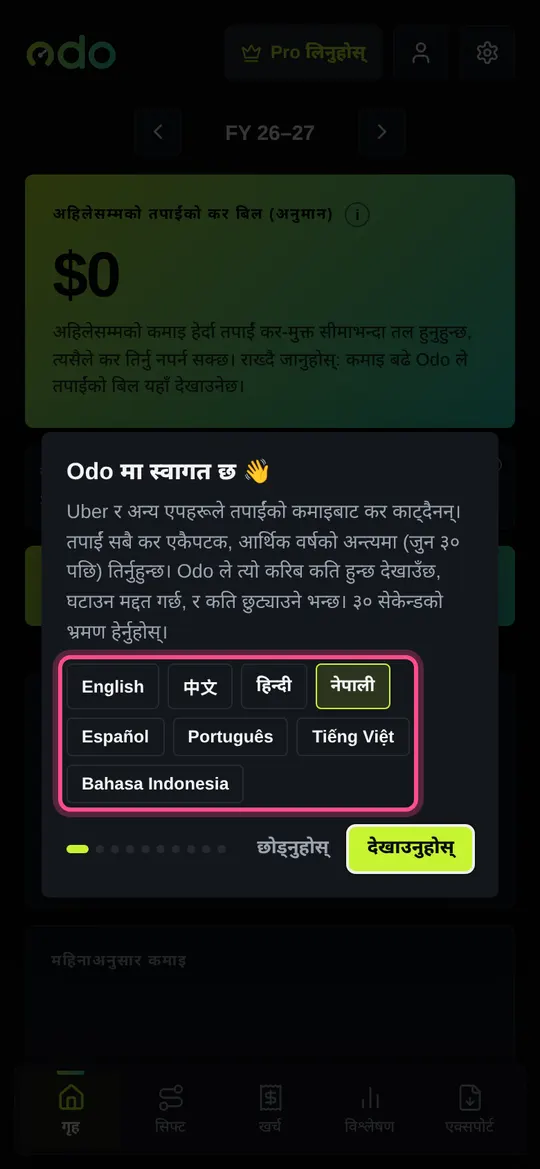 odo
Pro लिनुहोस्
FY 26–27
अहिलेसम्मको तपाईंको कर बिल (अनुमान)
$0
अहिलेसम्मको कमाइ हेर्दा तपाईं कर-मुक्त सीमाभन्दा तल हुनुहुन्छ,
त्यसैले कर तिर्नु नपर्न सक्छ। राख्दै जानुहोस्: कमाइ बढे Odo ले
तपाईंको बिल यहाँ देखाउनेछ।
Odo मा स्वागत छ 👋
Uber र अन्य एपहरूले तपाईंको कमाइबाट कर काट्दैनन्।
तपाईं सबै कर एकैपटक, आर्थिक वर्षको अन्त्यमा (जुन ३०
पछि) तिर्नुहुन्छ। Odo ले त्यो करिब कति हुन्छ देखाउँछ,
घटाउन मद्दत गर्छ, र कति छुट्याउने भन्छ। ३० सेकेन्डको
भ्रमण हेर्नुहोस्।
English 中文 हिन्दी नेपाली
Español Português Tiếng Việt
Bahasa Indonesia
छोड्नुहोस् देखाउनुहोस्
महिनाअनुसार कमाइ
गृह सिफ्ट खर्च विश्लेषण एक्सपोर्ट